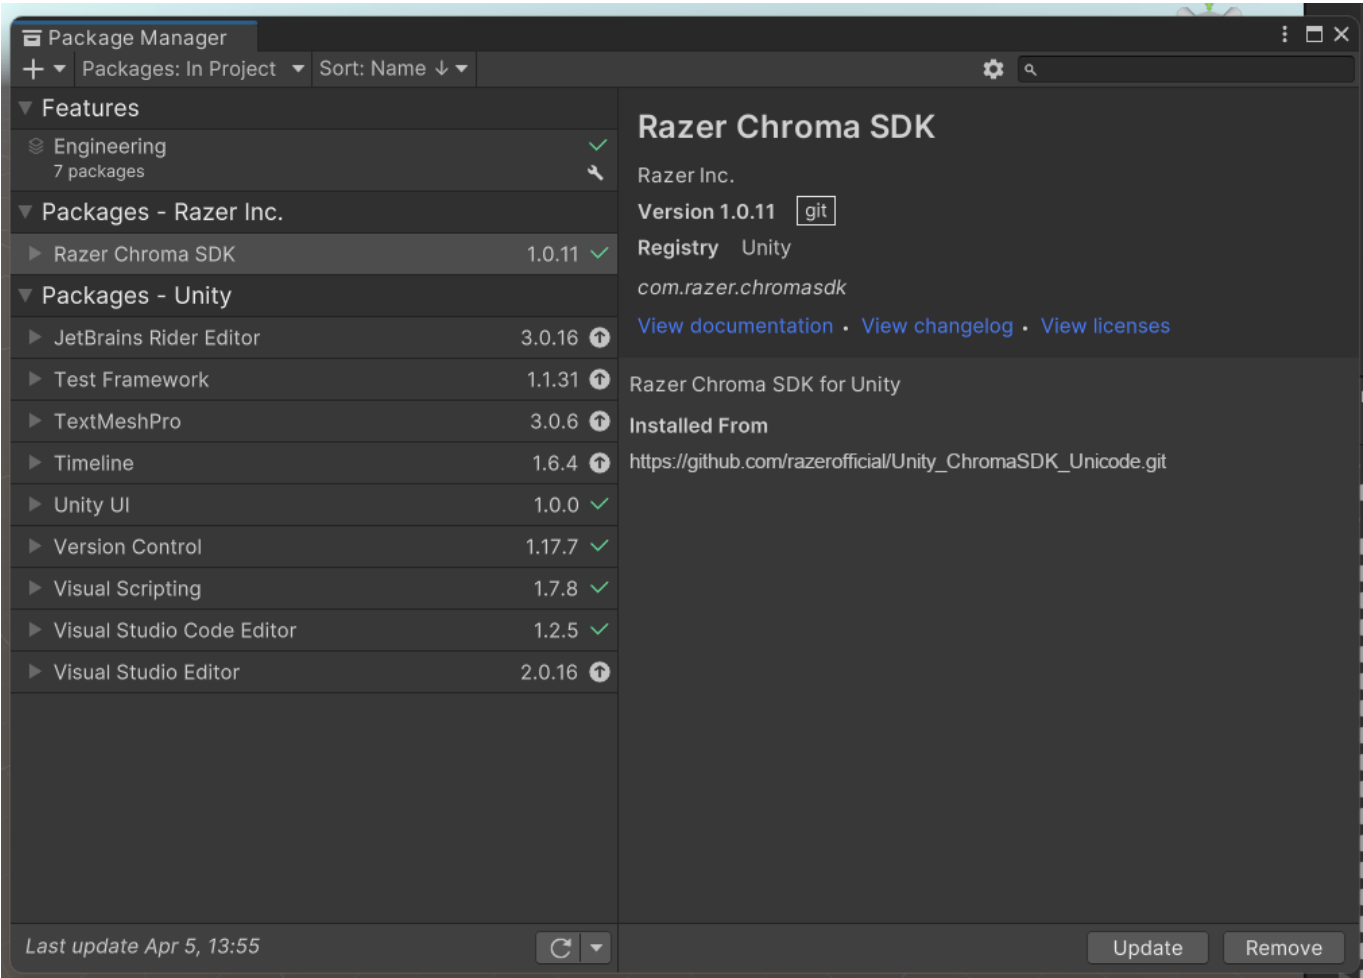 Package Manager
Packages: In Project
Sort: Name ↓
Features
Engineering
7 packages
Packages - Razer Inc.
Razer Chroma SDK 1.0.11
Packages - Unity
JetBrains Rider Editor 3.0.16
Test Framework 1.1.31
TextMeshPro 3.0.6
Timeline 1.6.4
Unity UI 1.0.0
Version Control 1.17.7
Visual Scripting 1.7.8
Visual Studio Code Editor 1.2.5
Visual Studio Editor 2.0.16
Last update Apr 5, 13:55
Razer Chroma SDK
Razer Inc.
Version 1.0.11 git
Registry Unity
com.razer.chromasdk
View documentation • View changelog • View licenses
Razer Chroma SDK for Unity
Installed From
https://github.com/razerofficial/Unity_ChromaSDK_Unicode.git
Update Remove